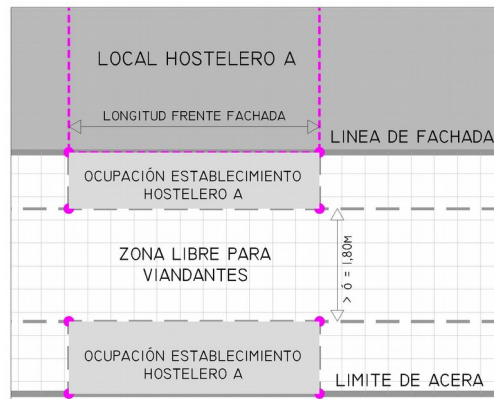 LOCAL HOSTELERO A
LONGITUD FRENTE FACHADA
LINEA DE FACHADA
OCUPACIÓN ESTABLECIMIENTO
HOSTELERO A
ZONA LIBRE PARA
VIANDANTES
> ó = 1,80M
OCUPACIÓN ESTABLECIMIENTO
HOSTELERO A
LIMITE DE ACERA